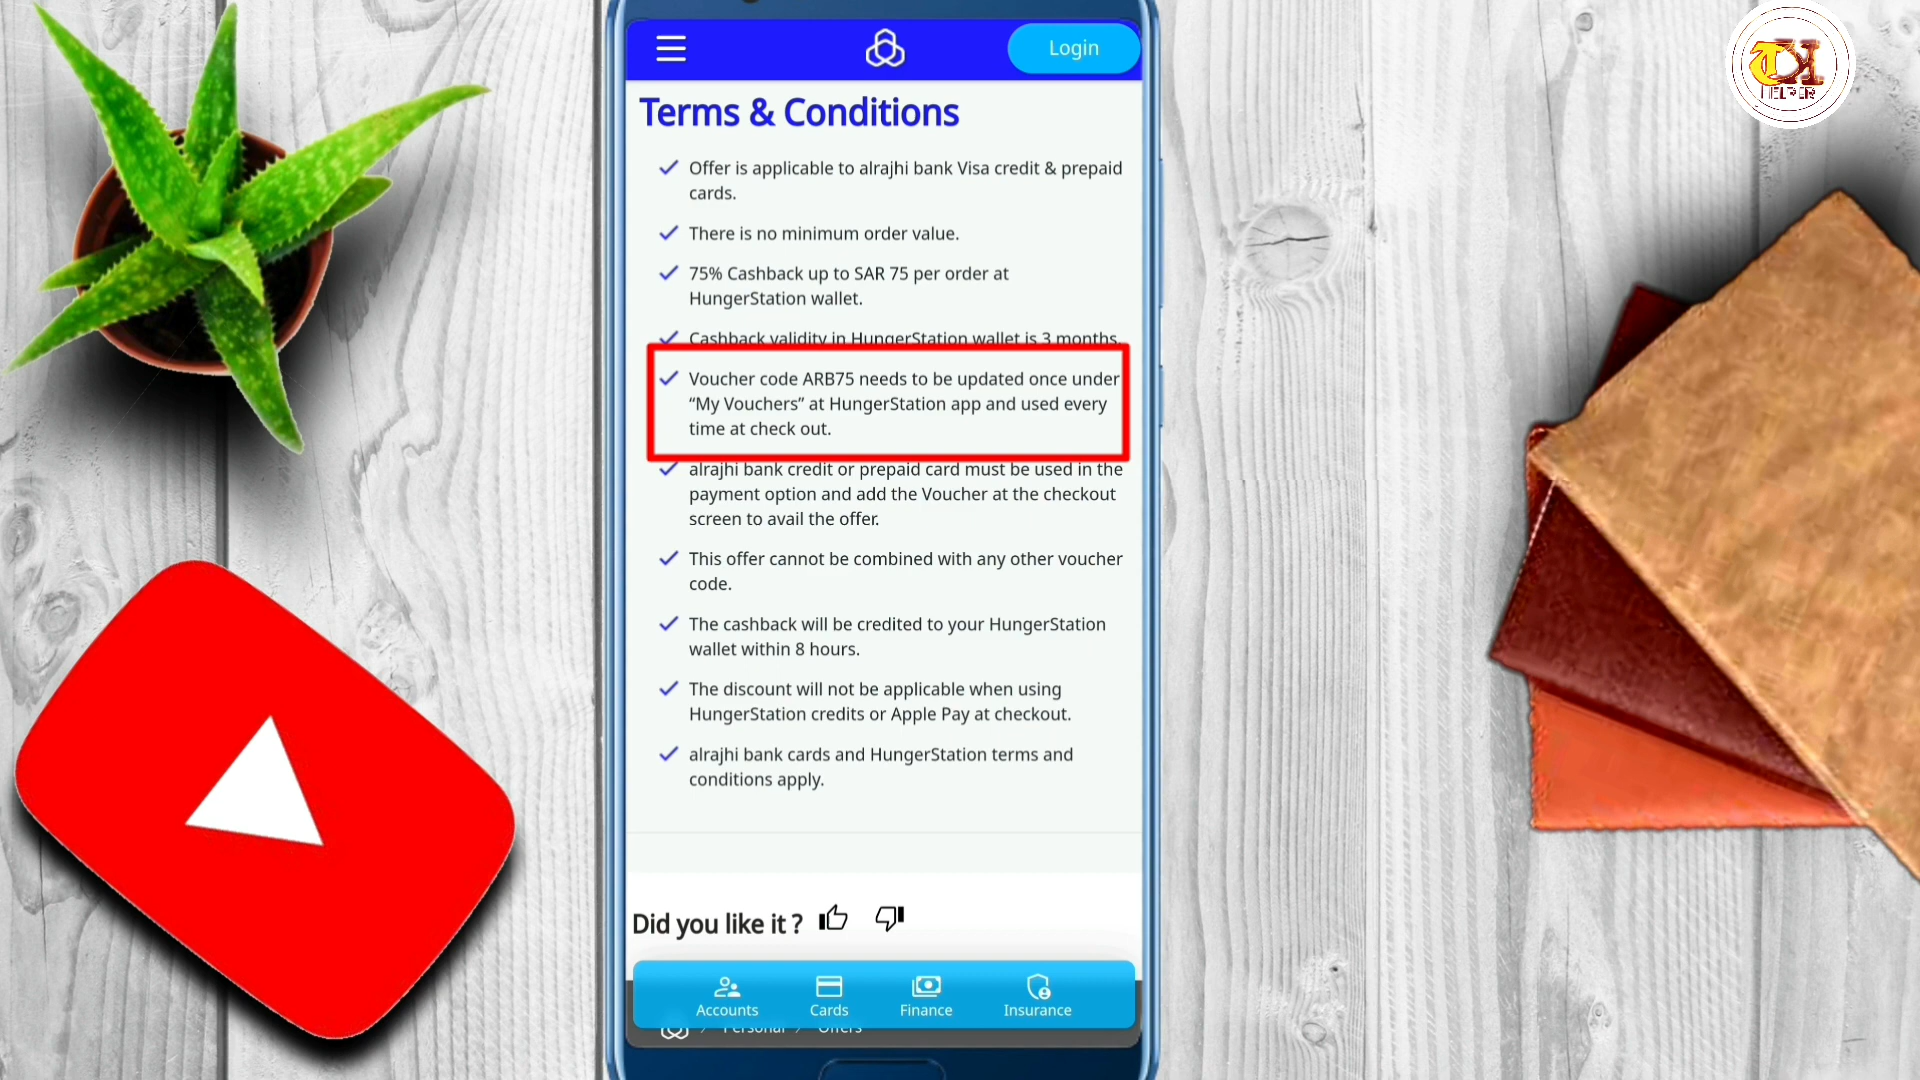 Login
TK
HELPER
Terms & Conditions
Offer is applicable to alrajhi bank Visa credit & prepaid
cards.
There is no minimum order value.
75% Cashback up to SAR 75 per order at
HungerStation wallet.
Cashback validity in HungerStation wallet is 3 months.
Voucher code ARB75 needs to be updated once under
“My Vouchers” at HungerStation app and used every
time at check out.
alrajhi bank credit or prepaid card must be used in the
payment option and add the Voucher at the checkout
screen to avail the offer.
This offer cannot be combined with any other voucher
code.
The cashback will be credited to your HungerStation
wallet within 8 hours.
The discount will not be applicable when using
HungerStation credits or Apple Pay at checkout.
alrajhi bank cards and HungerStation terms and
conditions apply.
Did you like it ?
Accounts Cards Finance Insurance
Personal Offers